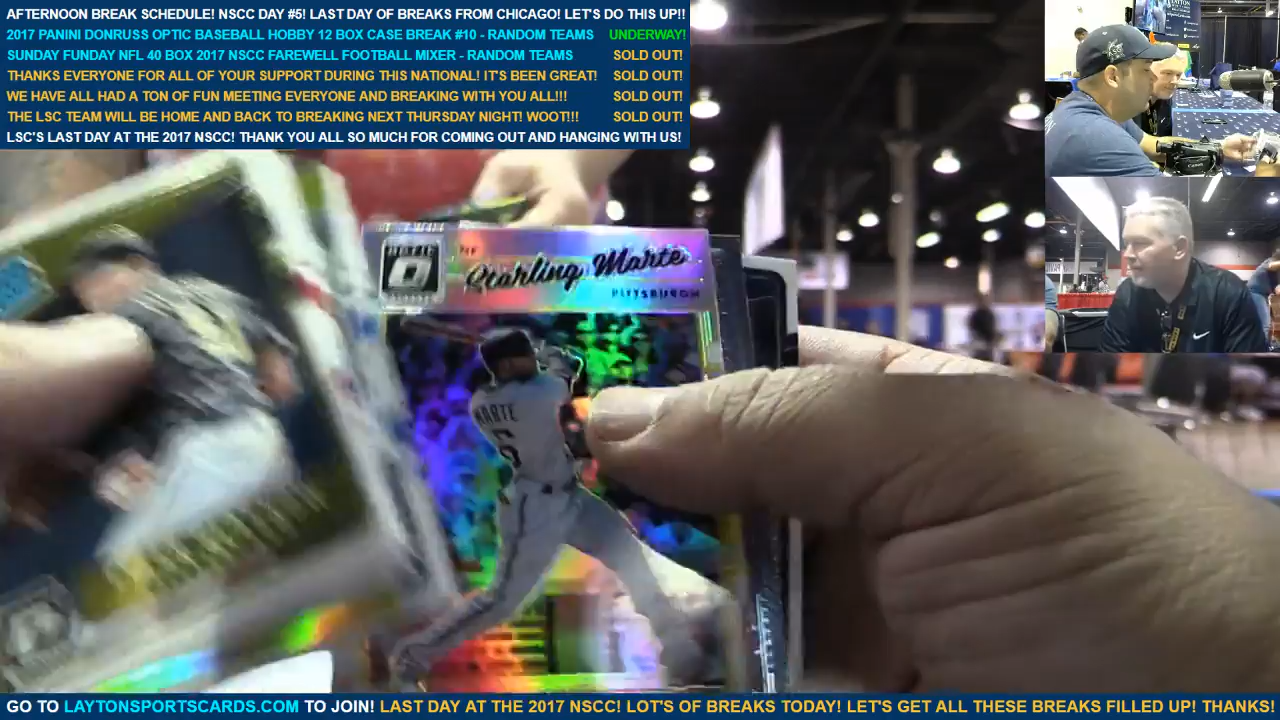 AFTERNOON BREAK SCHEDULE! NSCC DAY #5! LAST DAY OF BREAKS FROM CHICAGO! LET'S DO THIS UP!!
2017 PANINI DONRUSS OPTIC BASEBALL HOBBY 12 BOX CASE BREAK #10 - RANDOM TEAMS UNDERWAY!
SUNDAY FUNDAY NFL 40 BOX 2017 NSCC FAREWELL FOOTBALL MIXER - RANDOM TEAMS SOLD OUT!
THANKS EVERYONE FOR ALL OF YOUR SUPPORT DURING THIS NATIONAL! IT'S BEEN GREAT! SOLD OUT!
WE HAVE ALL HAD A TON OF FUN MEETING EVERYONE AND BREAKING WITH YOU ALL!!! SOLD OUT!
THE LSC TEAM WILL BE HOME AND BACK TO BREAKING NEXT THURSDAY NIGHT! WOOT!!! SOLD OUT!
LSC'S LAST DAY AT THE 2017 NSCC! THANK YOU ALL SO MUCH FOR COMING OUT AND HANGING WITH US!
OPTIC
Starling Marte
PITTSBURGH
MARTE
6
GO TO LAYTONSPORTSCARDS.COM TO JOIN! LAST DAY AT THE 2017 NSCC! LOT'S OF BREAKS TODAY! LET'S GET ALL THESE BREAKS FILLED UP! THANKS!